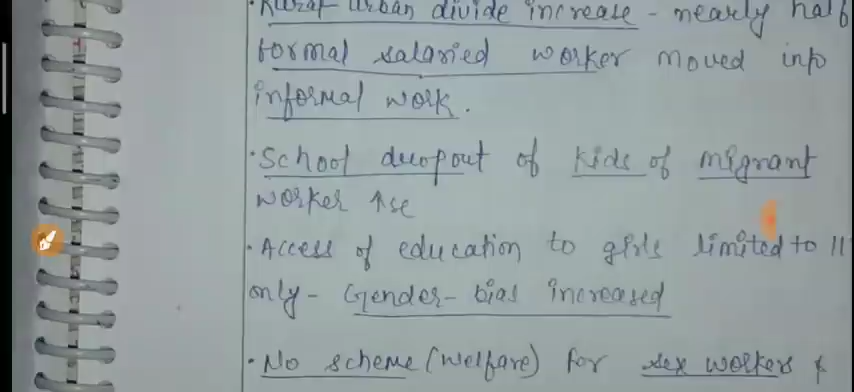 · Rural urban divide increase - nearly half
formal salaried worker moved into
informal work.
· School dropout of kids of migrant
worker ↑se
· Access of education to girls limited to 11
only - Gender-bias increased
· No scheme (welfare) for sex workers &